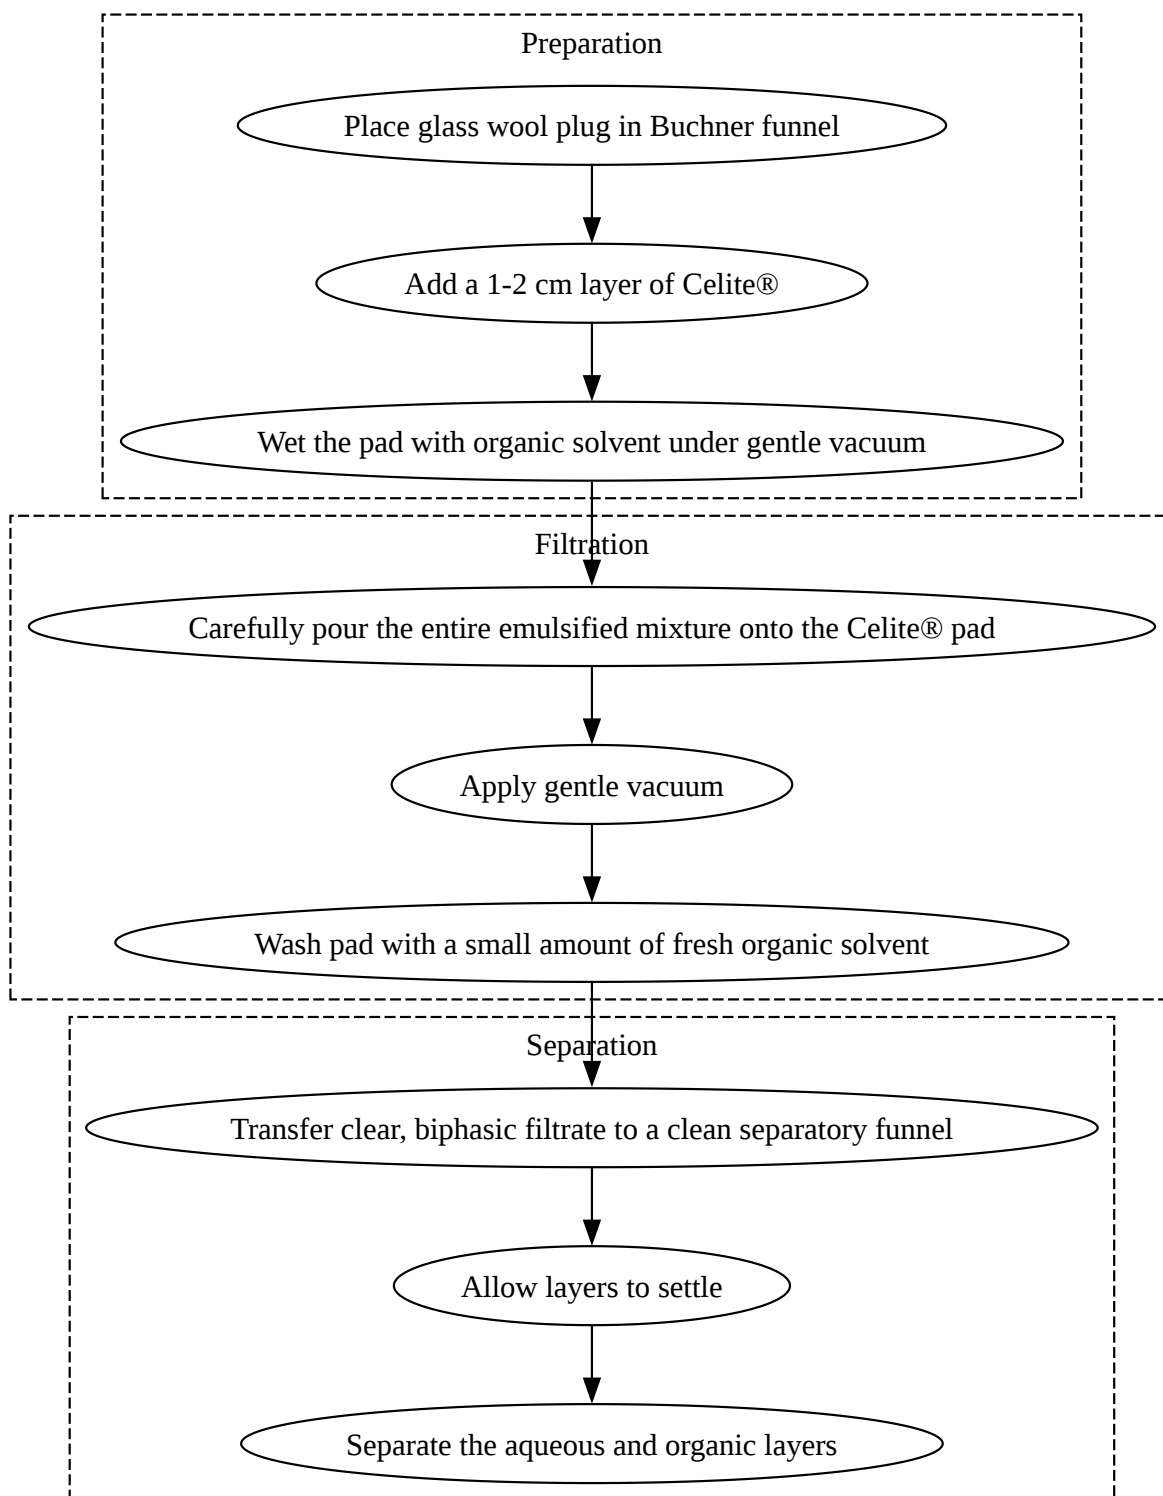 Preparation
Place glass wool plug in Buchner funnel
Add a 1-2 cm layer of Celite®
Wet the pad with organic solvent under gentle vacuum
Filtration
Carefully pour the entire emulsified mixture onto the Celite® pad
Apply gentle vacuum
Wash pad with a small amount of fresh organic solvent
Separation
Transfer clear, biphasic filtrate to a clean separatory funnel
Allow layers to settle
Separate the aqueous and organic layers